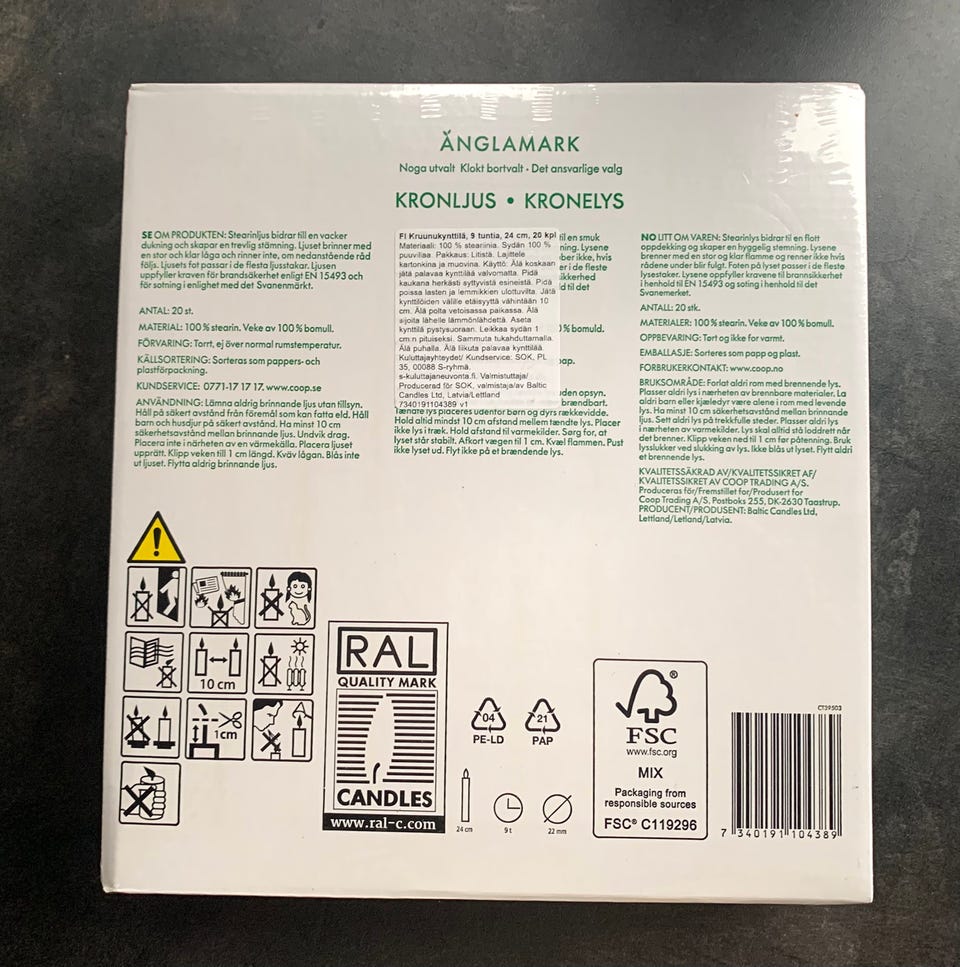 ÄNGLAMARK
Noga utvalt Klokt bortvalt · Det ansvarlige valg
KRONLJUS • KRONELYS
SE OM PRODUKTEN: Stearinljus bidrar till en vacker
dukning och skapar en trevlig stämning. Ljuset brinner med
en stor och klar låga och rinner inte, om nedanstående råd
följs. Ljusets fot passar i de flesta ljusstakar. Ljusen
uppfyller kraven för brandsäkerhet enligt EN 15493 och
för sotning i enlighet med det Svanenmärkt.
ANTAL: 20 st.
MATERIAL: 100 % stearin. Veke av 100 % bomull.
FÖRVARING: Torrt, ej över normal rumstemperatur.
KÄLLSORTERING: Sorteras som pappers- och
plastförpackning.
KUNDSERVICE: 0771-17 17 17. www.coop.se
ANVÄNDNING: Lämna aldrig brinnande ljus utan tillsyn.
Håll på säkert avstånd från föremål som kan fatta eld. Håll
barn och husdjur på säkert avstånd. Ha minst 10 cm
säkerhetsavstånd mellan brinnande ljus. Undvik drag.
Placera inte i närheten av en värmekälla. Placera ljuset
upprätt. Klipp veken till 1 cm längd. Kväv lågan. Blås inte
ut ljuset. Flytta aldrig brinnande ljus.
FI Kruunukynttilä, 9 tuntia, 24 cm, 20 kpl
Materiaali: 100 % steariinia. Sydän 100 %
puuvillaa. Pakkaus: Litistä. Lajittele
kartonkina ja muovina. Käyttö: Älä koskaan
jätä palavaa kynttilää valvomatta. Pidä
kaukana herkästi syttyvistä esineistä. Pidä
poissa lasten ja lemmikkien ulottuvilta. Jätä
kynttilöiden välille etäisyyttä vähintään 10
cm. Älä polta vetoisassa paikassa. Älä
sijoita lähelle lämmönlähdettä. Aseta
kynttilä pystysuoraan. Leikkaa sydän 1
cm:n pituiseksi. Sammuta tukahduttamalla.
Älä puhalla. Älä liikuta palavaa kynttilää.
Kuluttajayhteydet/ Kundservice: SOK, PL
35, 00088 S-ryhmä.
s-kuluttajaneuvonta.fi. Valmistuttaja/
Producerad för SOK, valmistaja/av Baltic
Candles Ltd, Latvia/Lettland
7340191104389 v1
til en smuk
ning. Lysene
ber ikke, hvis
i de fleste
ikkerhed
d til det
% bomuld.
pap.
den opsyn.
brændbart.
Tændte lys placeres udenfor børn og dyrs rækkevidde.
Hold altid mindst 10 cm afstand mellem tændte lys. Placer
ikke lys i træk. Hold afstand til varmekilder. Sørg for, at
lyset står stabilt. Afkort vægen til 1 cm. Kvæl flammen. Pust
ikke lyset ud. Flyt ikke på et brændende lys.
NO LITT OM VAREN: Stearinlys bidrar til en flott
oppdekking og skaper en hyggelig stemning. Lysene
brenner med en stor og klar flamme og renner ikke hvis
rådene under blir fulgt. Foten på lyset passer i de fleste
lysestaker. Lysene oppfyller kravene til brannsikkerhet
i henhold til EN 15493 og soting i henhold til det
Svanemerket.
ANTALL: 20 stk.
MATERIALER: 100 % stearin. Veke av 100 % bomull.
OPPBEVARING: Tørt og ikke for varmt.
EMBALLASJE: Sorteres som papp og plast.
FORBRUKERKONTAKT: www.coop.no
BRUKSOMRÅDE: Forlat aldri rom med brennende lys.
Plasser aldri lys i nærheten av brennbare materialer. La
aldri barn eller kjæledyr være alene i rom med levende
lys. Ha minst 10 cm sikkerhetsavstand mellan brinnande
ljus. Sett aldri lys på trekkfulle steder. Plasser aldri lys
i nærheten av varmekilder. Lys skal alltid stå loddrett når
det brenner. Klipp veken ned til 1 cm før påtenning. Bruk
lysslukker ved slukking av lys. Ikke blås ut lyset. Flytt aldri
et brennende lys.
KVALITETSSÄKRAD AV/KVALITETSSIKRET AF/
KVALITETSSIKRET AV COOP TRADING A/S.
Produceras för/Fremstillet for/Produsert for
Coop Trading A/S, Postboks 255, DK-2630 Taastrup.
PRODUCENT/PRODUSENT: Baltic Candles Ltd,
Lettland/Letland/Latvia.
10 cm
1cm
RAL
QUALITY MARK
CANDLES
www.ral-c.com
04
PE-LD
21
PAP
24 cm
9 t
22 mm
FSC
www.fsc.org
MIX
Packaging from
responsible sources
FSC® C119296
CT39503
7 340191 104389